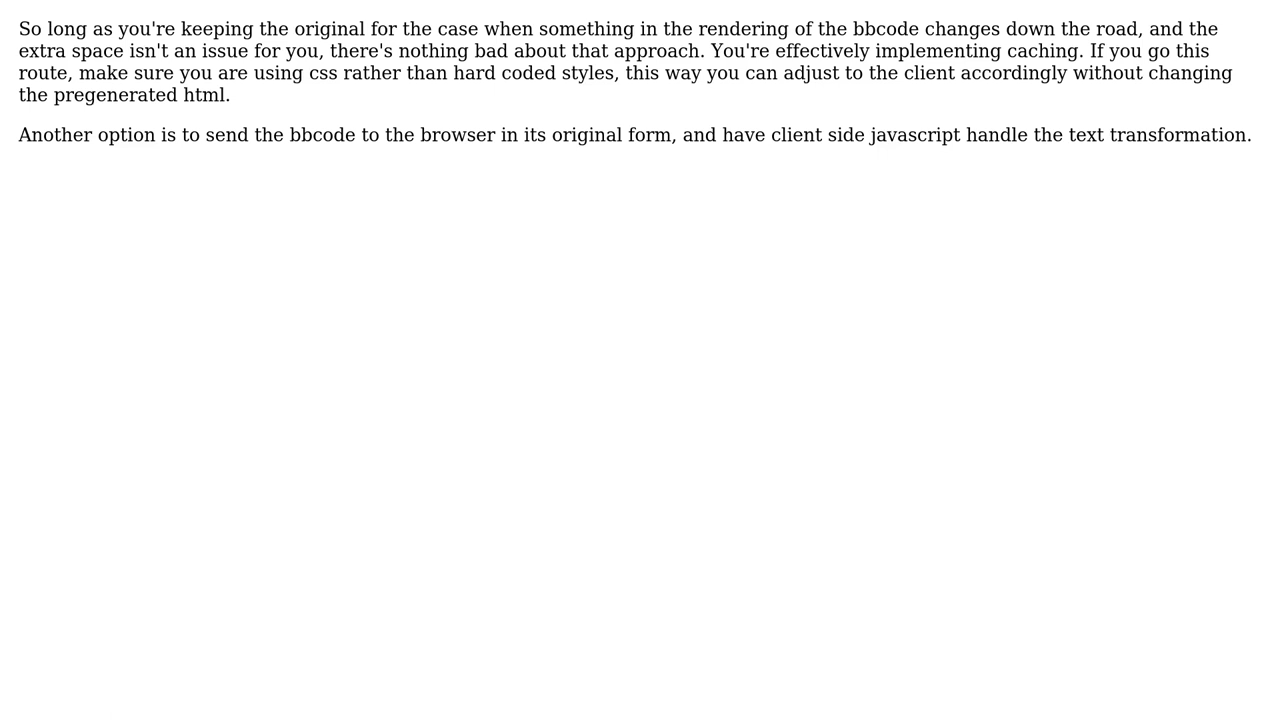 So long as you're keeping the original for the case when something in the rendering of the bbcode changes down the road, and the
extra space isn't an issue for you, there's nothing bad about that approach. You're effectively implementing caching. If you go this
route, make sure you are using css rather than hard coded styles, this way you can adjust to the client accordingly without changing
the pregenerated html.
Another option is to send the bbcode to the browser in its original form, and have client side javascript handle the text transformation.